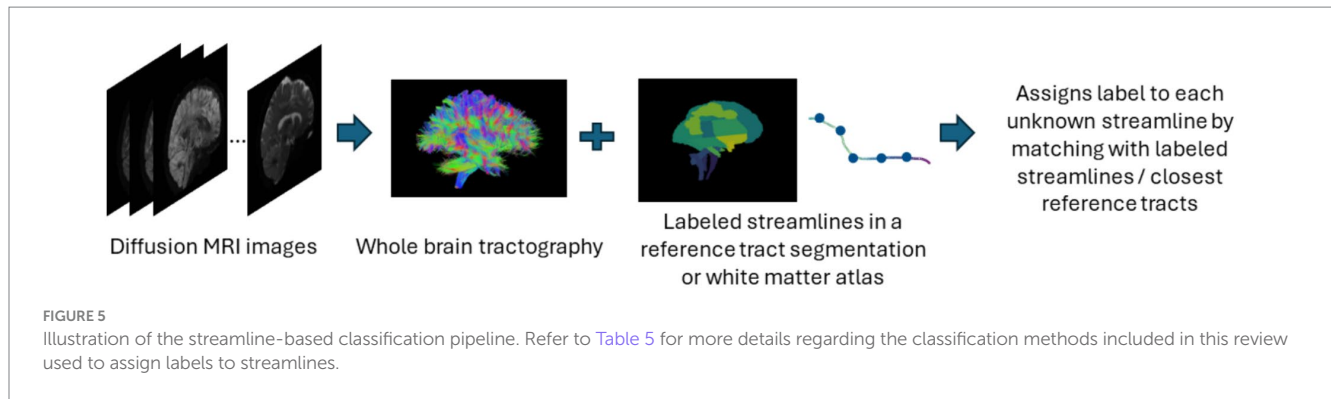 ...
Diffusion MRI images
Whole brain tractography
Labeled streamlines in a
reference tract segmentation
or white matter atlas
Assigns label to each
unknown streamline by
matching with labeled
streamlines / closest
reference tracts
FIGURE 5
Illustration of the streamline-based classification pipeline. Refer to Table 5 for more details regarding the classification methods included in this review
used to assign labels to streamlines.